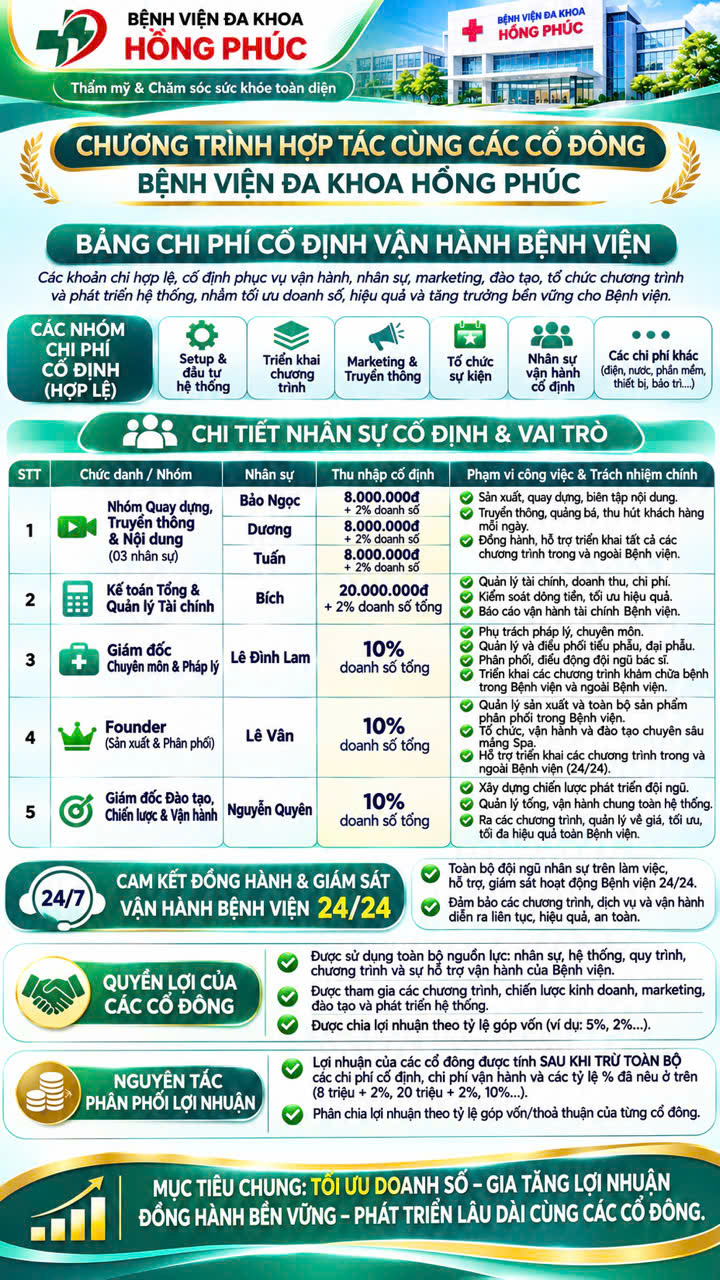 BỆNH VIỆN ĐA KHOA
HỒNG PHÚC
Thẩm mỹ & Chăm sóc sức khỏe toàn diện
BỆNH VIỆN ĐA KHOA
HỒNG PHÚC
CHƯƠNG TRÌNH HỢP TÁC CÙNG CÁC CỔ ĐÔNG
BỆNH VIỆN ĐA KHOA HỒNG PHÚC
BẢNG CHI PHÍ CỐ ĐỊNH VẬN HÀNH BỆNH VIỆN
Các khoản chi hợp lệ, cố định phục vụ vận hành, nhân sự, marketing, đào tạo, tổ chức chương trình
và phát triển hệ thống, nhằm tối ưu doanh số, hiệu quả và tăng trưởng bền vững cho Bệnh viện.
CÁC NHÓM
CHI PHÍ
CỐ ĐỊNH
(HỢP LỆ)
Setup &
đầu tư
hệ thống
Triển khai
chương trình
Marketing &
Truyền thông
Tổ chức
sự kiện
Nhân sự
vận hành
cố định
Các chi phí khác
(điện, nước, phần mềm,
thiết bị, bảo trì....)
CHI TIẾT NHÂN SỰ CỐ ĐỊNH & VAI TRÒ
STT
Chức danh / Nhóm
Nhân sự
Thu nhập cố định
Phạm vi công việc & Trách nhiệm chính
1
Nhóm Quay dựng,
Truyền thông
& Nội dung
(03 nhân sự)
Bảo Ngọc
8.000.000đ
+ 2% doanh số
Dương
8.000.000đ
+ 2% doanh số
Tuấn
8.000.000đ
+ 2% doanh số
Sản xuất, quay dựng, biên tập nội dung.
Truyền thông, quảng bá, thu hút khách hàng
mỗi ngày.
Đồng hành, hỗ trợ triển khai tất cả các
chương trình trong và ngoài Bệnh viện.
2
Kế toán Tổng &
Quản lý Tài chính
Bích
20.000.000đ
+ 2% doanh số tổng
Quản lý tài chính, doanh thu, chi phí.
Kiểm soát dòng tiền, tối ưu hiệu quả.
Báo cáo vận hành tài chính Bệnh viện.
3
Giám đốc
Chuyên môn & Pháp lý
Lê Đình Lam
10%
doanh số tổng
Phụ trách pháp lý, chuyên môn.
Quản lý và điều phối tiểu phẫu, đại phẫu.
Phân phối, điều động đội ngũ bác sĩ.
Triển khai các chương trình khám chữa bệnh
trong Bệnh viện và ngoài Bệnh viện.
4
Founder
(Sản xuất & Phân phối)
Lê Vân
10%
doanh số tổng
Quản lý sản xuất và toàn bộ sản phẩm
phân phối trong Bệnh viện.
Tổ chức, vận hành và đào tạo chuyên sâu
mảng Spa.
Hỗ trợ triển khai các chương trình trong và
ngoài Bệnh viện (24/24).
5
Giám đốc Đào tạo,
Chiến lược & Vận hành
Nguyễn Quyên
10%
doanh số tổng
Xây dựng chiến lược phát triển đội ngũ.
Quản lý tổng, vận hành chung toàn hệ thống.
Ra các chương trình, quản lý về giá, tối ưu,
tối đa hiệu quả toàn Bệnh viện.
24/7
CAM KẾT ĐỒNG HÀNH & GIÁM SÁT
VẬN HÀNH BỆNH VIỆN 24/24
Toàn bộ đội ngũ nhân sự trên làm việc,
hỗ trợ, giám sát hoạt động Bệnh viện 24/24.
Đảm bảo các chương trình, dịch vụ và vận hành
diễn ra liên tục, hiệu quả, an toàn.
QUYỀN LỢI CỦA
CÁC CỔ ĐÔNG
Được sử dụng toàn bộ nguồn lực: nhân sự, hệ thống, quy trình,
chương trình và sự hỗ trợ vận hành của Bệnh viện.
Được tham gia các chương trình, chiến lược kinh doanh, marketing,
đào tạo và phát triển hệ thống.
Được chia lợi nhuận theo tỷ lệ góp vốn (ví dụ: 5%, 2%...).
NGUYÊN TẮC
PHÂN PHỐI LỢI NHUẬN
Lợi nhuận của các cổ đông được tính SAU KHI TRỪ TOÀN BỘ
các chi phí cố định, chi phí vận hành và các tỷ lệ % đã nêu ở trên
(8 triệu + 2%, 20 triệu + 2%, 10%...).
Phân chia lợi nhuận theo tỷ lệ góp vốn/thoả thuận của từng cổ đông.
MỤC TIÊU CHUNG: TỐI ƯU DOANH SỐ – GIA TĂNG LỢI NHUẬN
ĐỒNG HÀNH BỀN VỮNG – PHÁT TRIỂN LÂU DÀI CÙNG CÁC CỔ ĐÔNG.